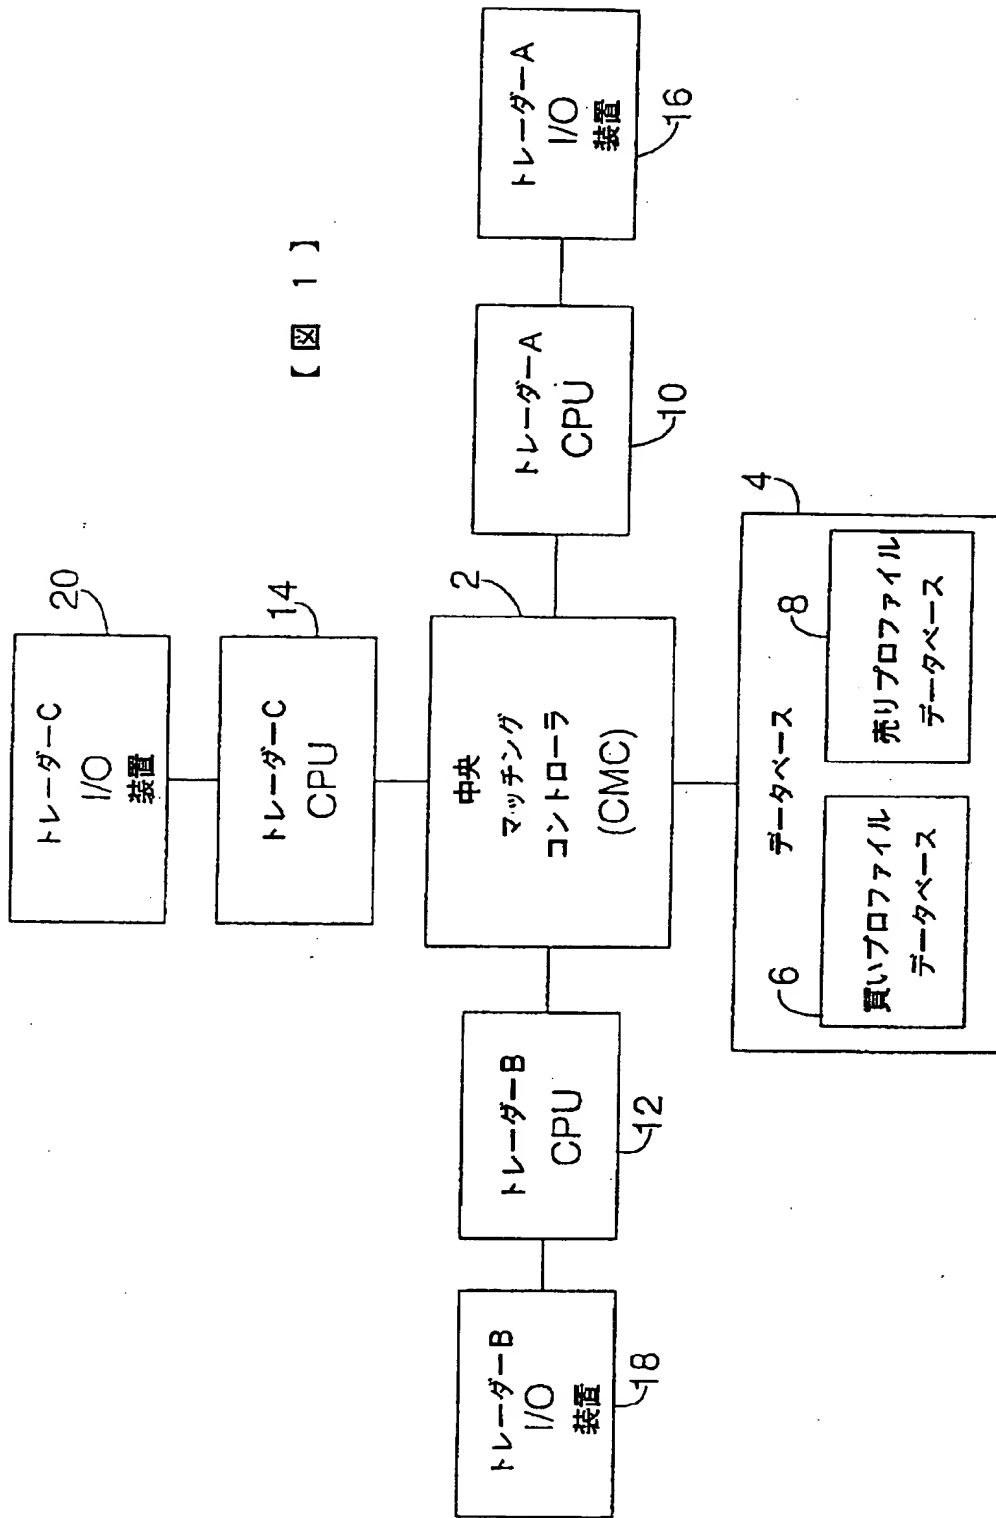 【図 1】
トレーダーC
I/O
装置
20
トレーダーC
CPU
14
トレーダーB
I/O
装置
18
トレーダーB
CPU
12
中央
マッチング
コントローラ
(CMC)
2
トレーダーA
CPU
10
トレーダーA
I/O
装置
16
データベース
4
買いプロファイル
データベース
6
売りプロファイル
データベース
8